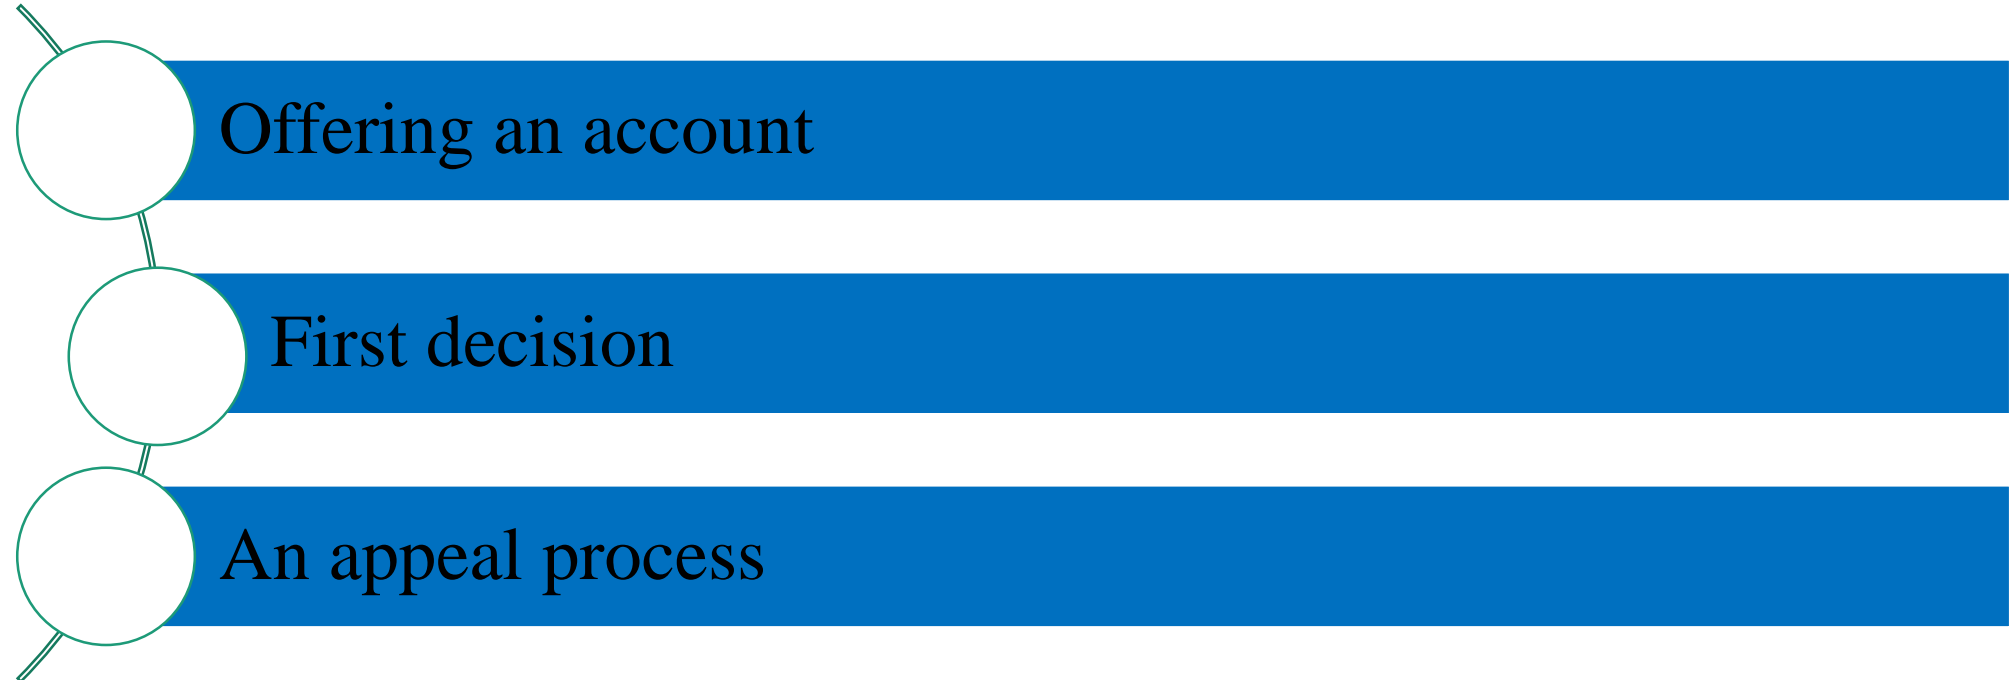 Offering an account
First decision
An appeal process